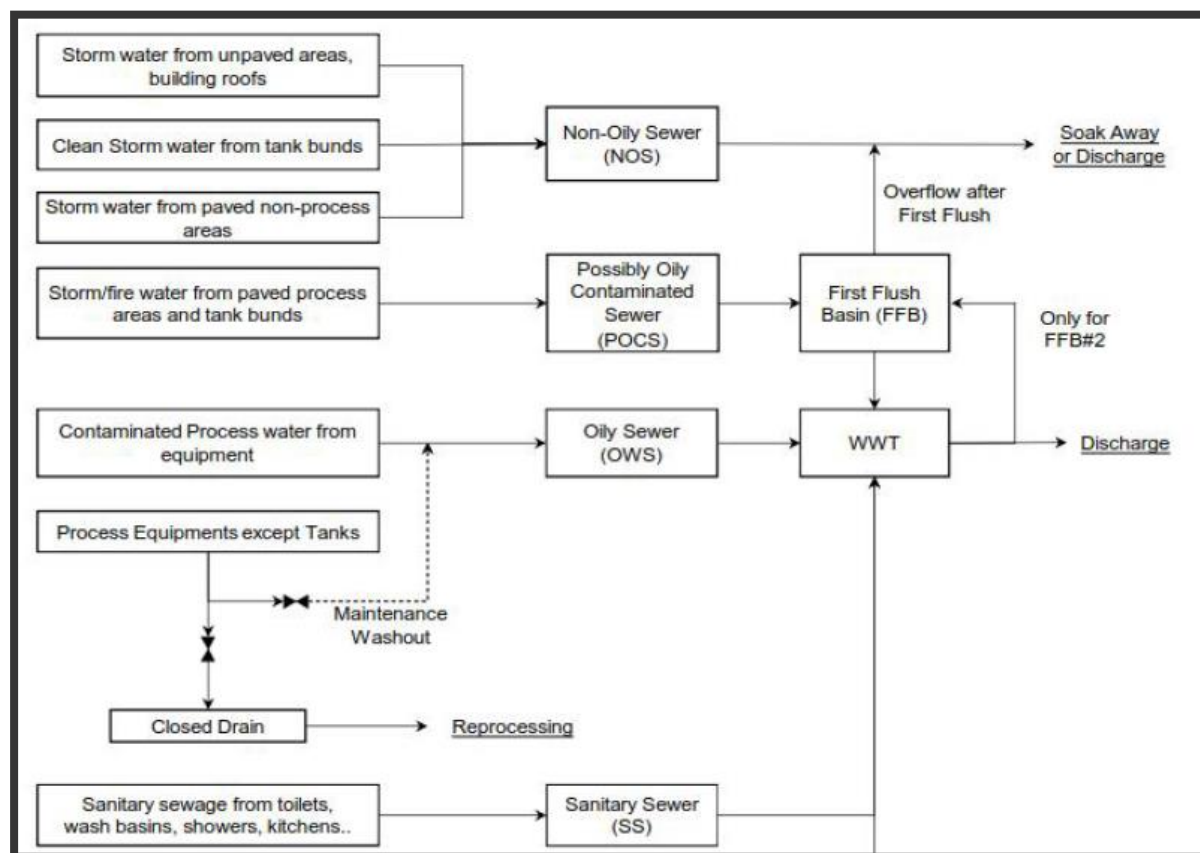 Storm water from unpaved areas,
building roofs
Clean Storm water from tank bunds
Storm water from paved non-process
areas
Non-Oily Sewer
(NOS)
Soak Away
or Discharge
Overflow after
First Flush
Storm/fire water from paved process
areas and tank bunds
Possibly Oily
Contaminated
Sewer
(POCS)
First Flush
Basin (FFB)
Only for
FFB#2
Contaminated Process water from
equipment
Oily Sewer
(OWS)
WWT
Discharge
Process Equipments except Tanks
Maintenance
Washout
Closed Drain
Reprocessing
Sanitary sewage from toilets,
wash basins, showers, kitchens..
Sanitary Sewer
(SS)